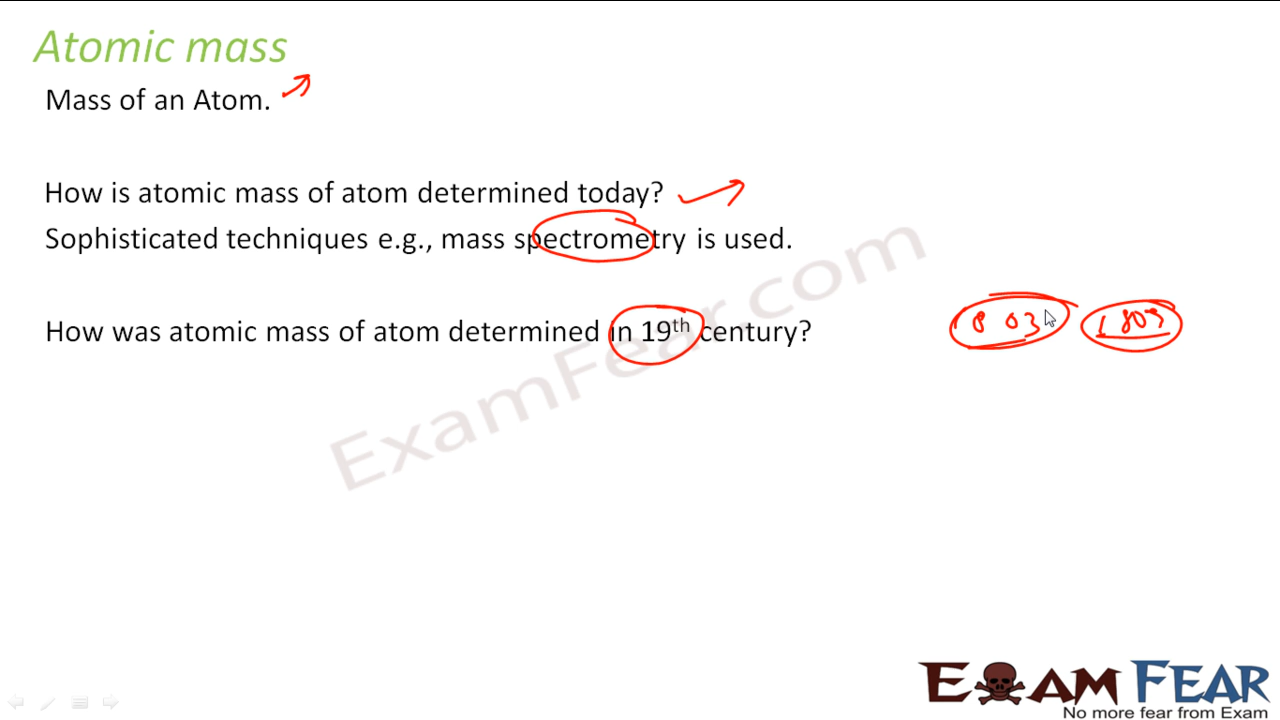 Atomic mass
Mass of an Atom.
How is atomic mass of atom determined today?
Sophisticated techniques e.g., mass spectrometry is used.
How was atomic mass of atom determined in 19th century?
1803 1803
ExamFear.com
EXAM FEAR
No more fear from Exam